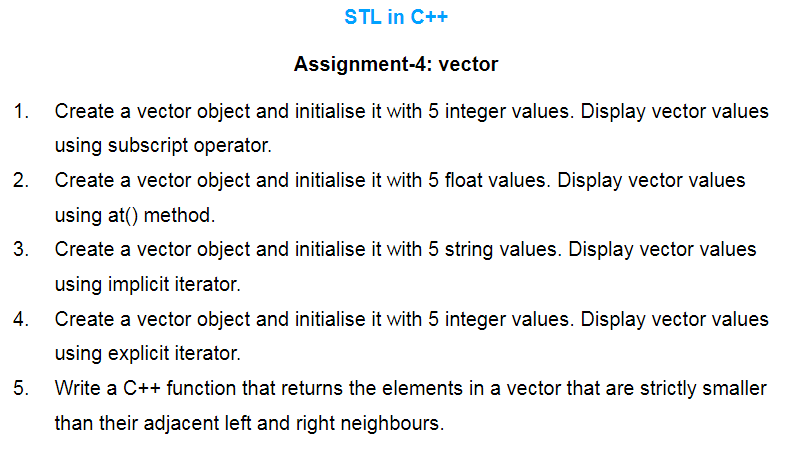 STL in C++
Assignment-4: vector
1. Create a vector object and initialise it with 5 integer values. Display vector values
using subscript operator.
2. Create a vector object and initialise it with 5 float values. Display vector values
using at() method.
3. Create a vector object and initialise it with 5 string values. Display vector values
using implicit iterator.
4. Create a vector object and initialise it with 5 integer values. Display vector values
using explicit iterator.
5. Write a C++ function that returns the elements in a vector that are strictly smaller
than their adjacent left and right neighbours.